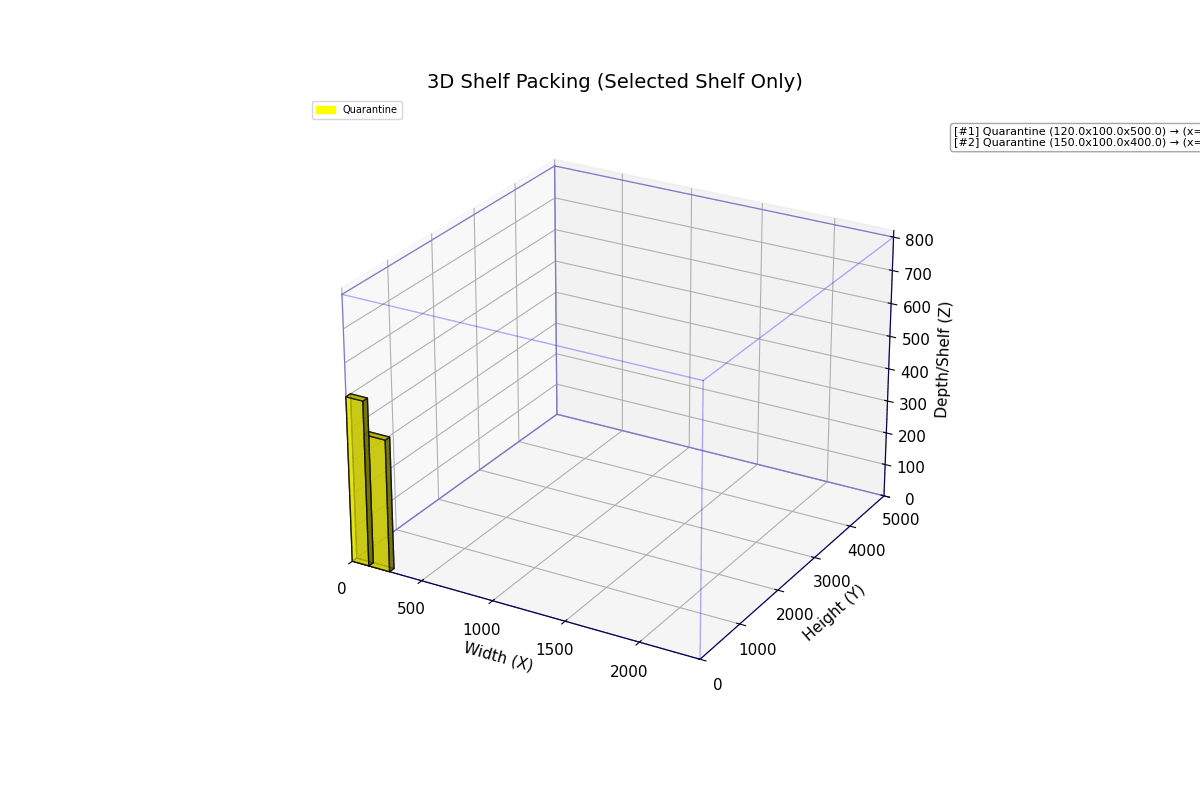 3D Shelf Packing (Selected Shelf Only)
Quarantine
[#1] Quarantine (120.0x100.0x500.0) → (x=
[#2] Quarantine (150.0x100.0x400.0) → (x=
800
700
600
500
400
300
200
100
0
Depth/Shelf (Z)
5000
4000
3000
2000
1000
0
Height (Y)
0
500
1000
1500
2000
Width (X)